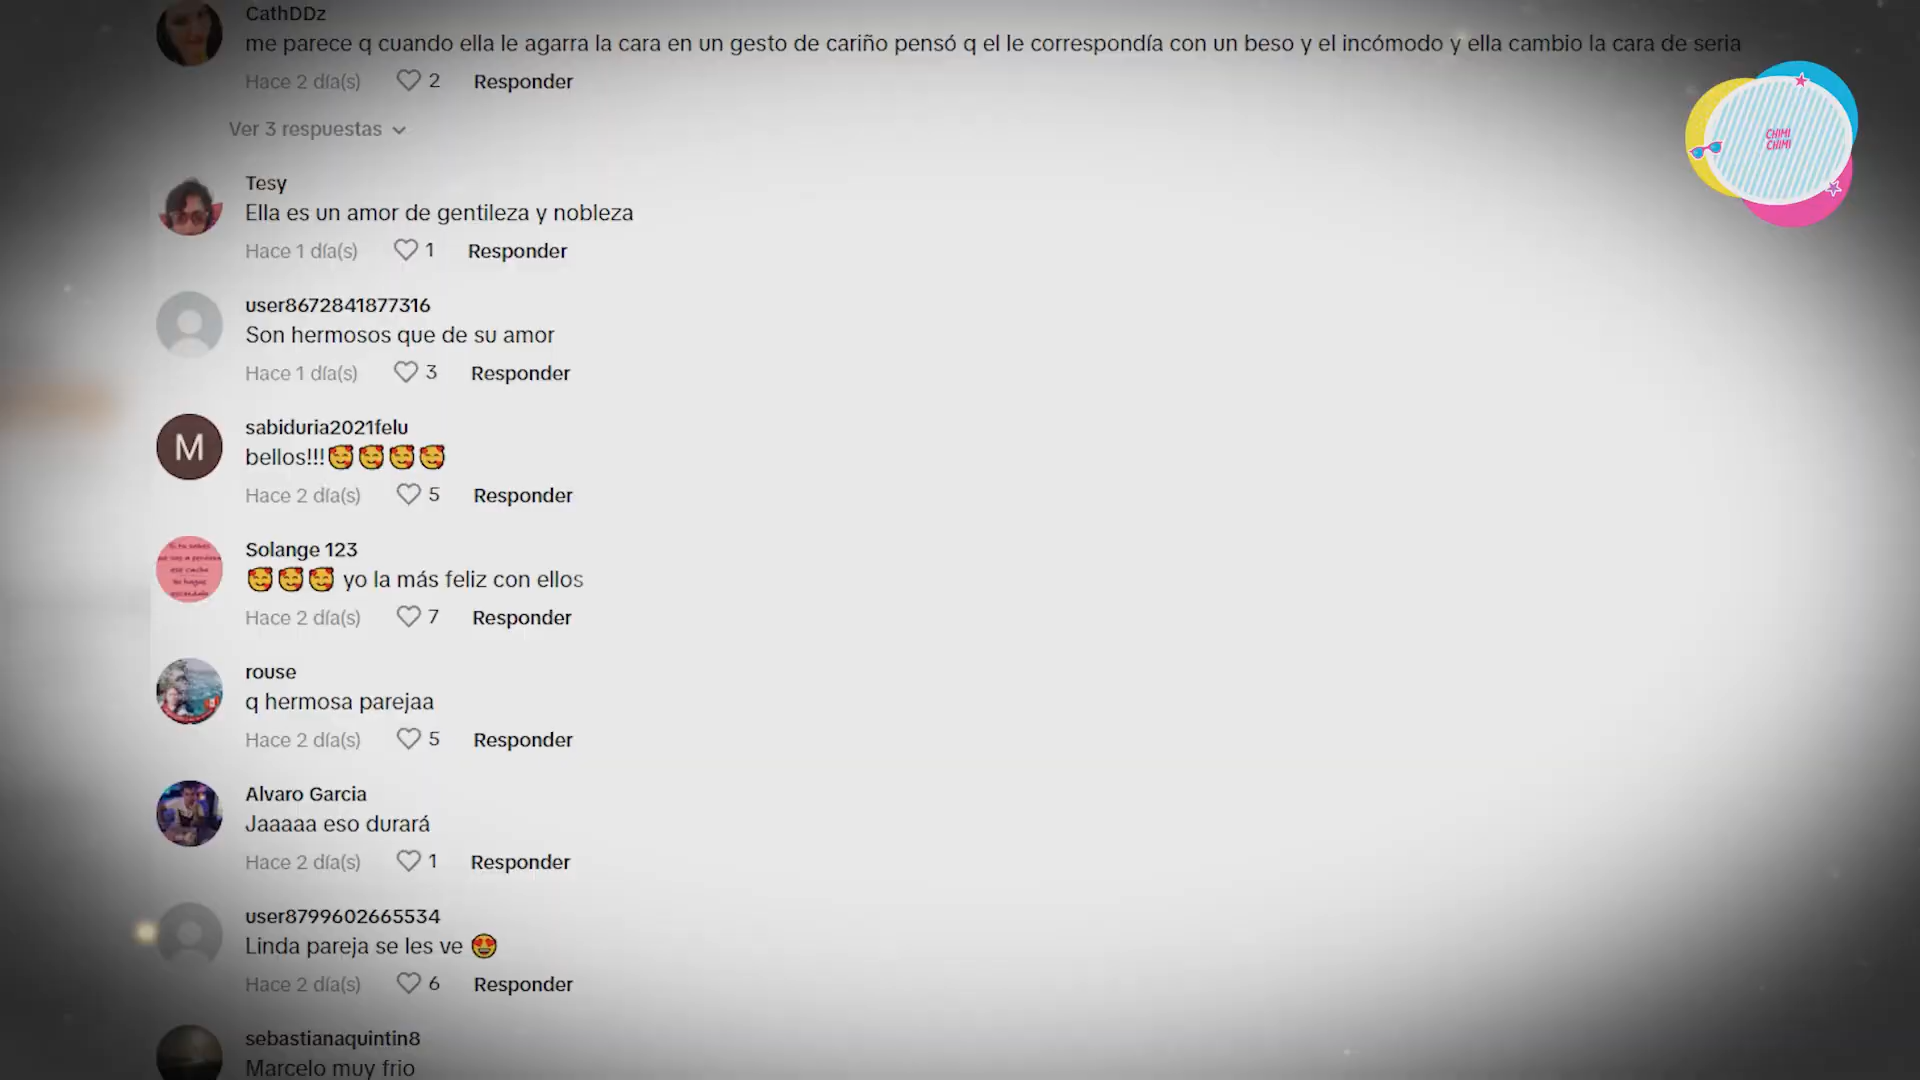 CathDDz
me parece q cuando ella le agarra la cara en un gesto de cariño pensó q el le correspondía con un beso y el incómodo y ella cambio la cara de seria
Hace 2 día(s) 2 Responder
Ver 3 respuestas
CHIMI
CHIMI
Tesy
Ella es un amor de gentileza y nobleza
Hace 1 día(s) 1 Responder
user8672841877316
Son hermosos que de su amor
Hace 1 día(s) 3 Responder
M
sabiduria2021felu
bellos!!!🥰🥰🥰🥰
Hace 2 día(s) 5 Responder
Solange 123
🥰🥰🥰 yo la más feliz con ellos
Hace 2 día(s) 7 Responder
rouse
q hermosa parejaa
Hace 2 día(s) 5 Responder
Alvaro Garcia
Jaaaaa eso durará
Hace 2 día(s) 1 Responder
user8799602665534
Linda pareja se les ve 😍
Hace 2 día(s) 6 Responder
sebastianaquintin8
Marcelo muy frio